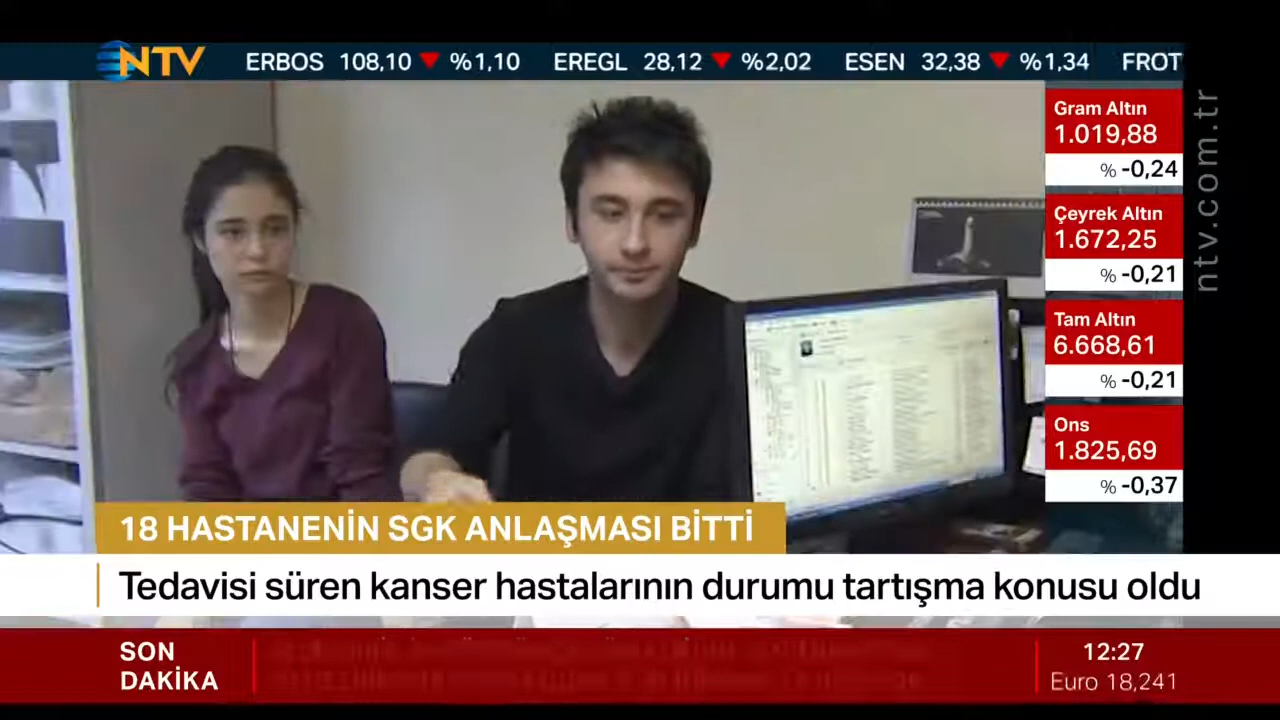 NTV
ERBOS 108,10 %1,10 EREGL 28,12 %2,02 ESEN 32,38 %1,34 FROT
Gram Altın
1.019,88
% -0,24
Çeyrek Altın
1.672,25
% -0,21
Tam Altın
6.668,61
% -0,21
Ons
1.825,69
% -0,37
ntv.com.tr
18 HASTANENİN SGK ANLAŞMASI BİTTİ
Tedavisi süren kanser hastalarının durumu tartışma konusu oldu
SON
DAKİKA
12:27
Euro 18,241